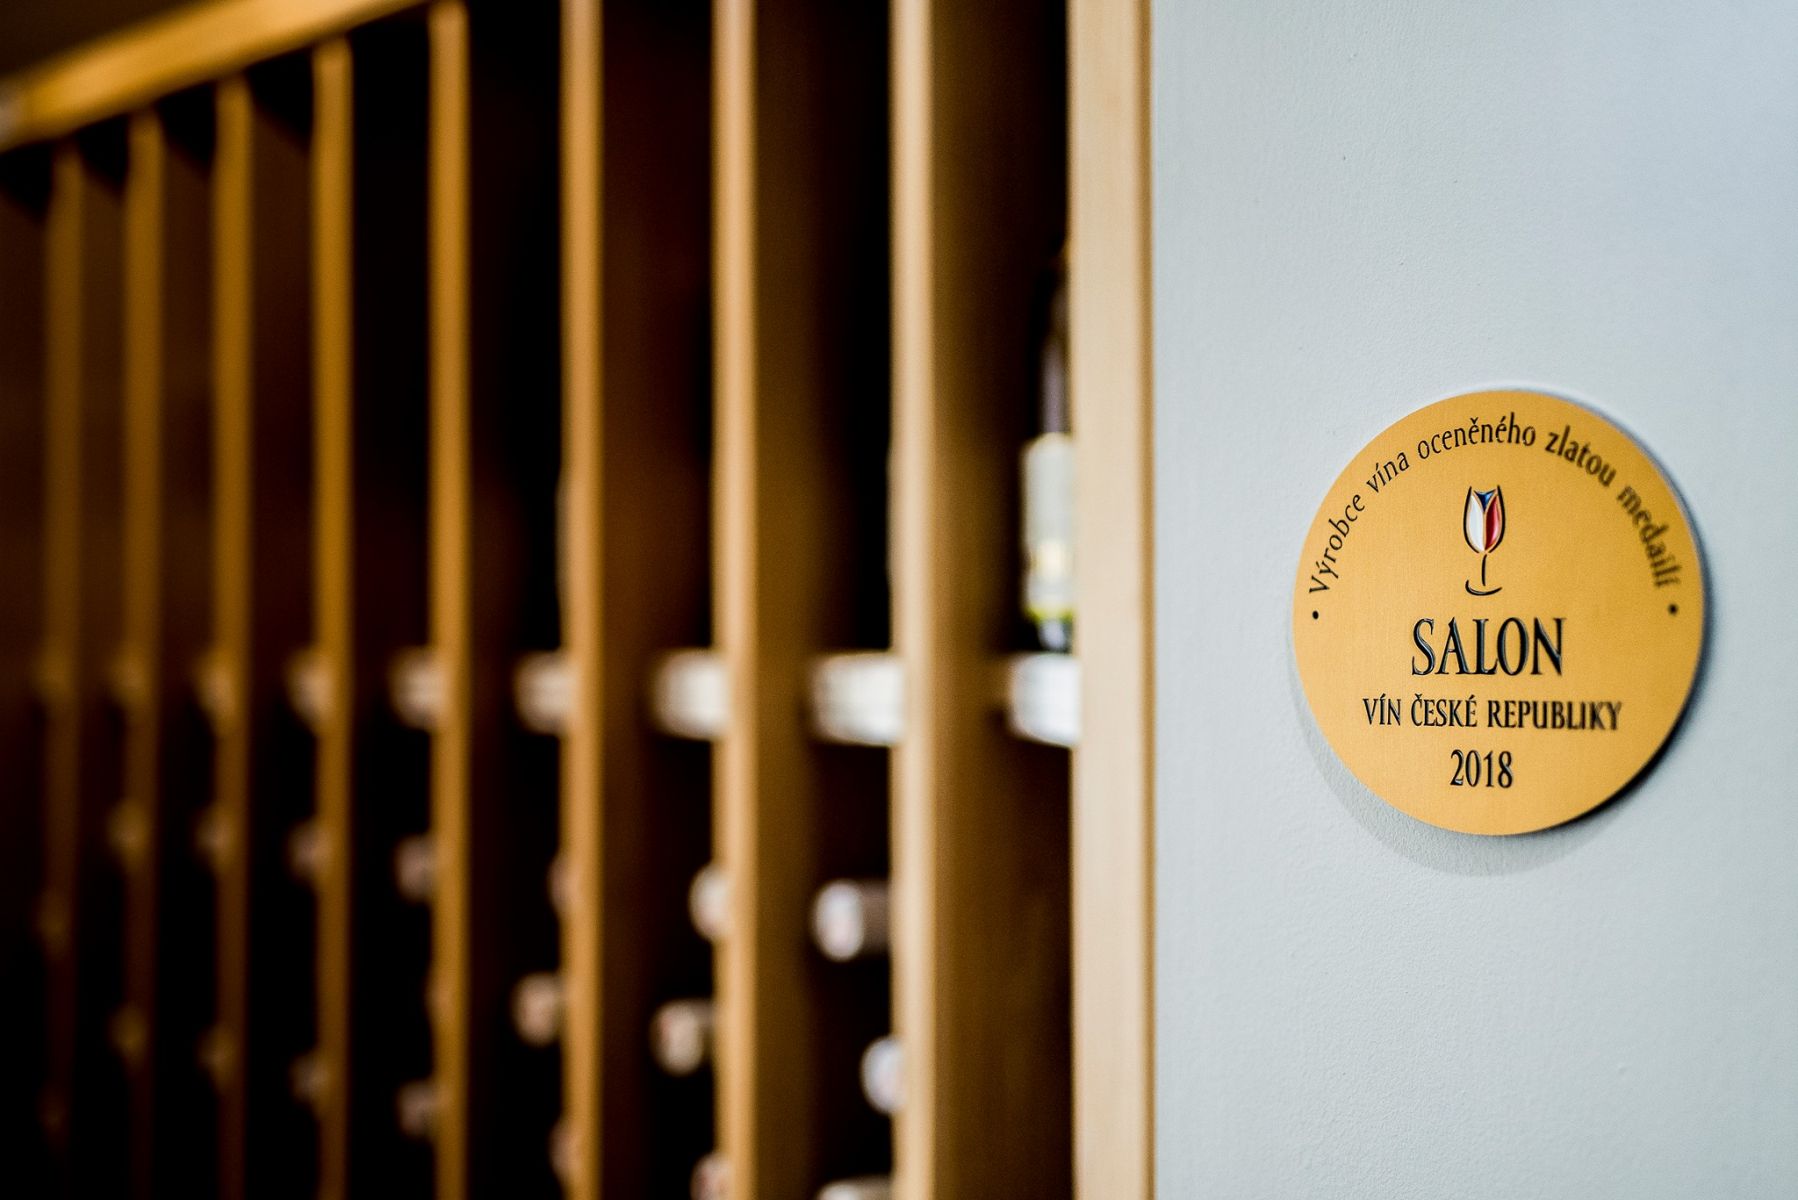 • Výrobce vína oceněného zlatou medailí •
SALON
VÍN ČESKÉ REPUBLIKY
2018